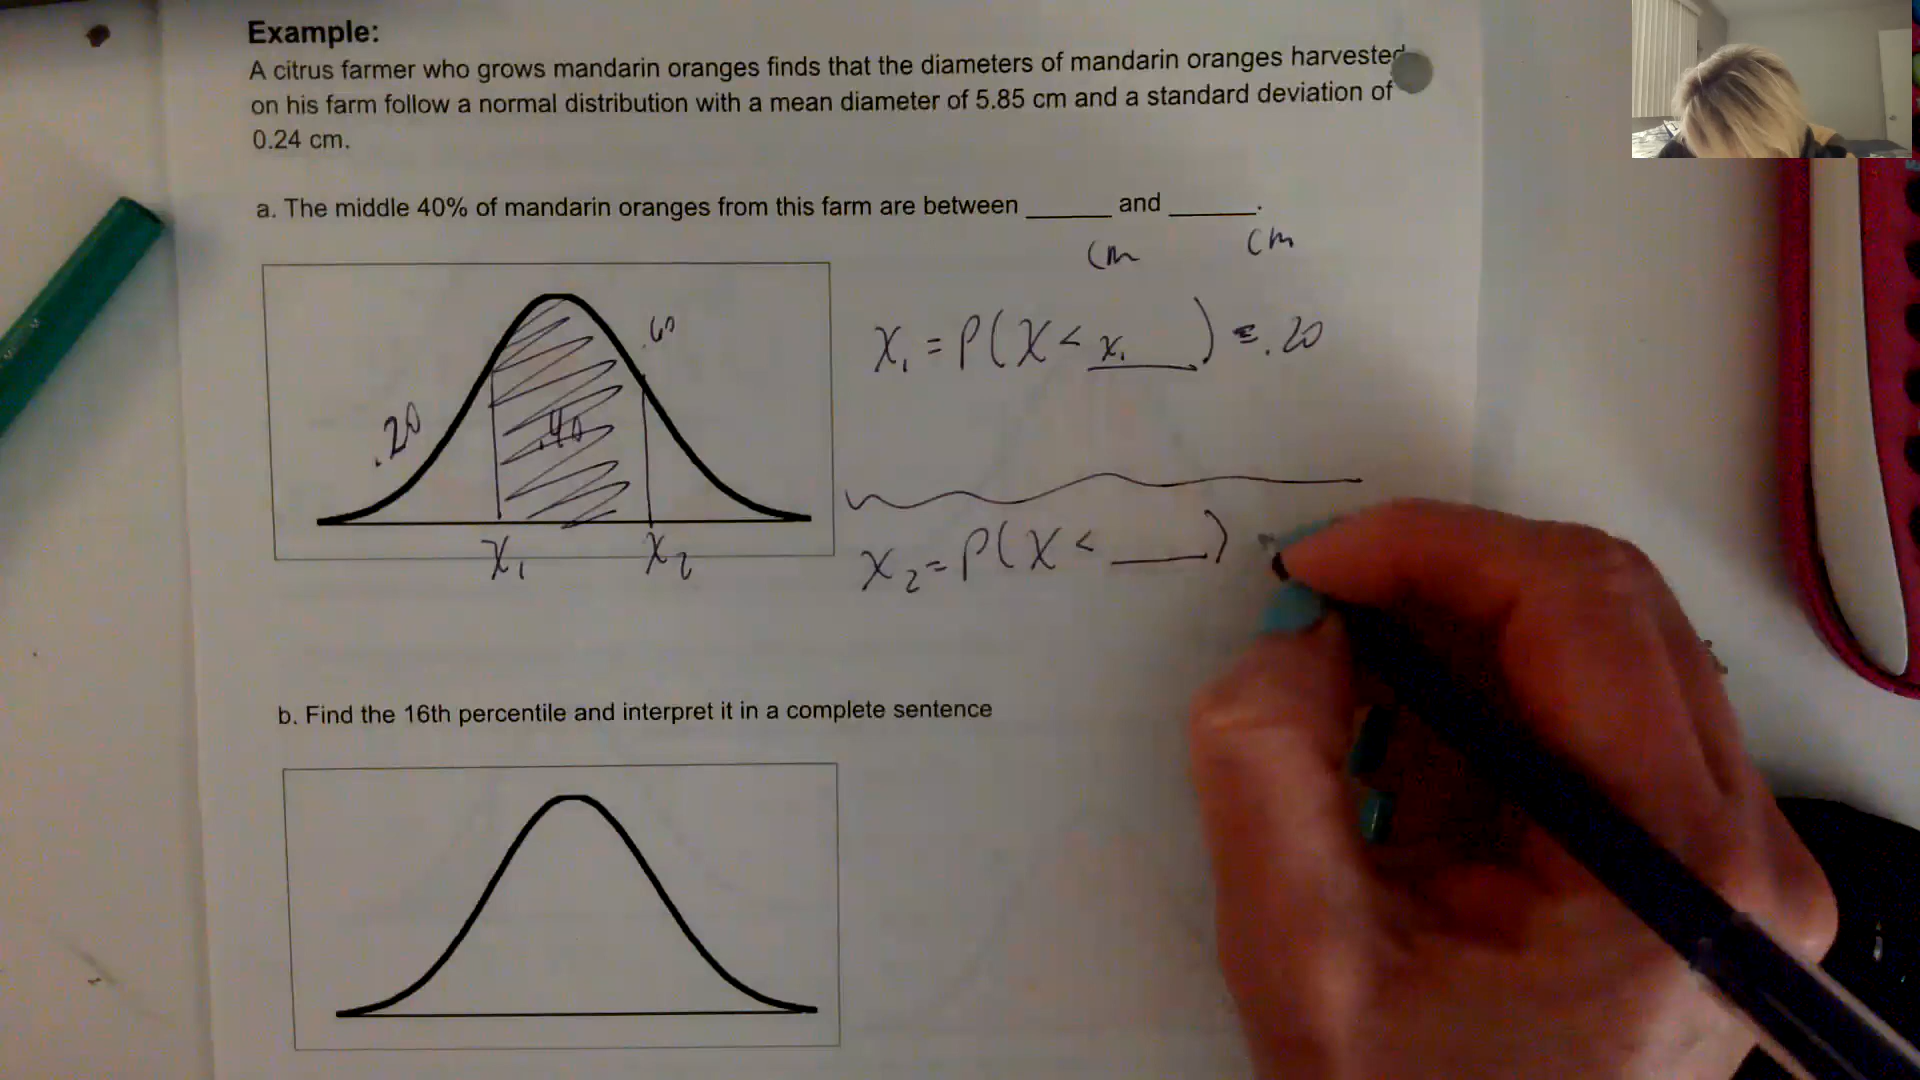 Example:
A citrus farmer who grows mandarin oranges finds that the diameters of mandarin oranges harvested
on his farm follow a normal distribution with a mean diameter of 5.85 cm and a standard deviation of
0.24 cm.
a. The middle 40% of mandarin oranges from this farm are between ______ and ______.
cm cm
.60
X₁ = P(X < x₁ ) = .20
.20
.40
X₁ X₂
X₂ = P(X < ____)
b. Find the 16th percentile and interpret it in a complete sentence